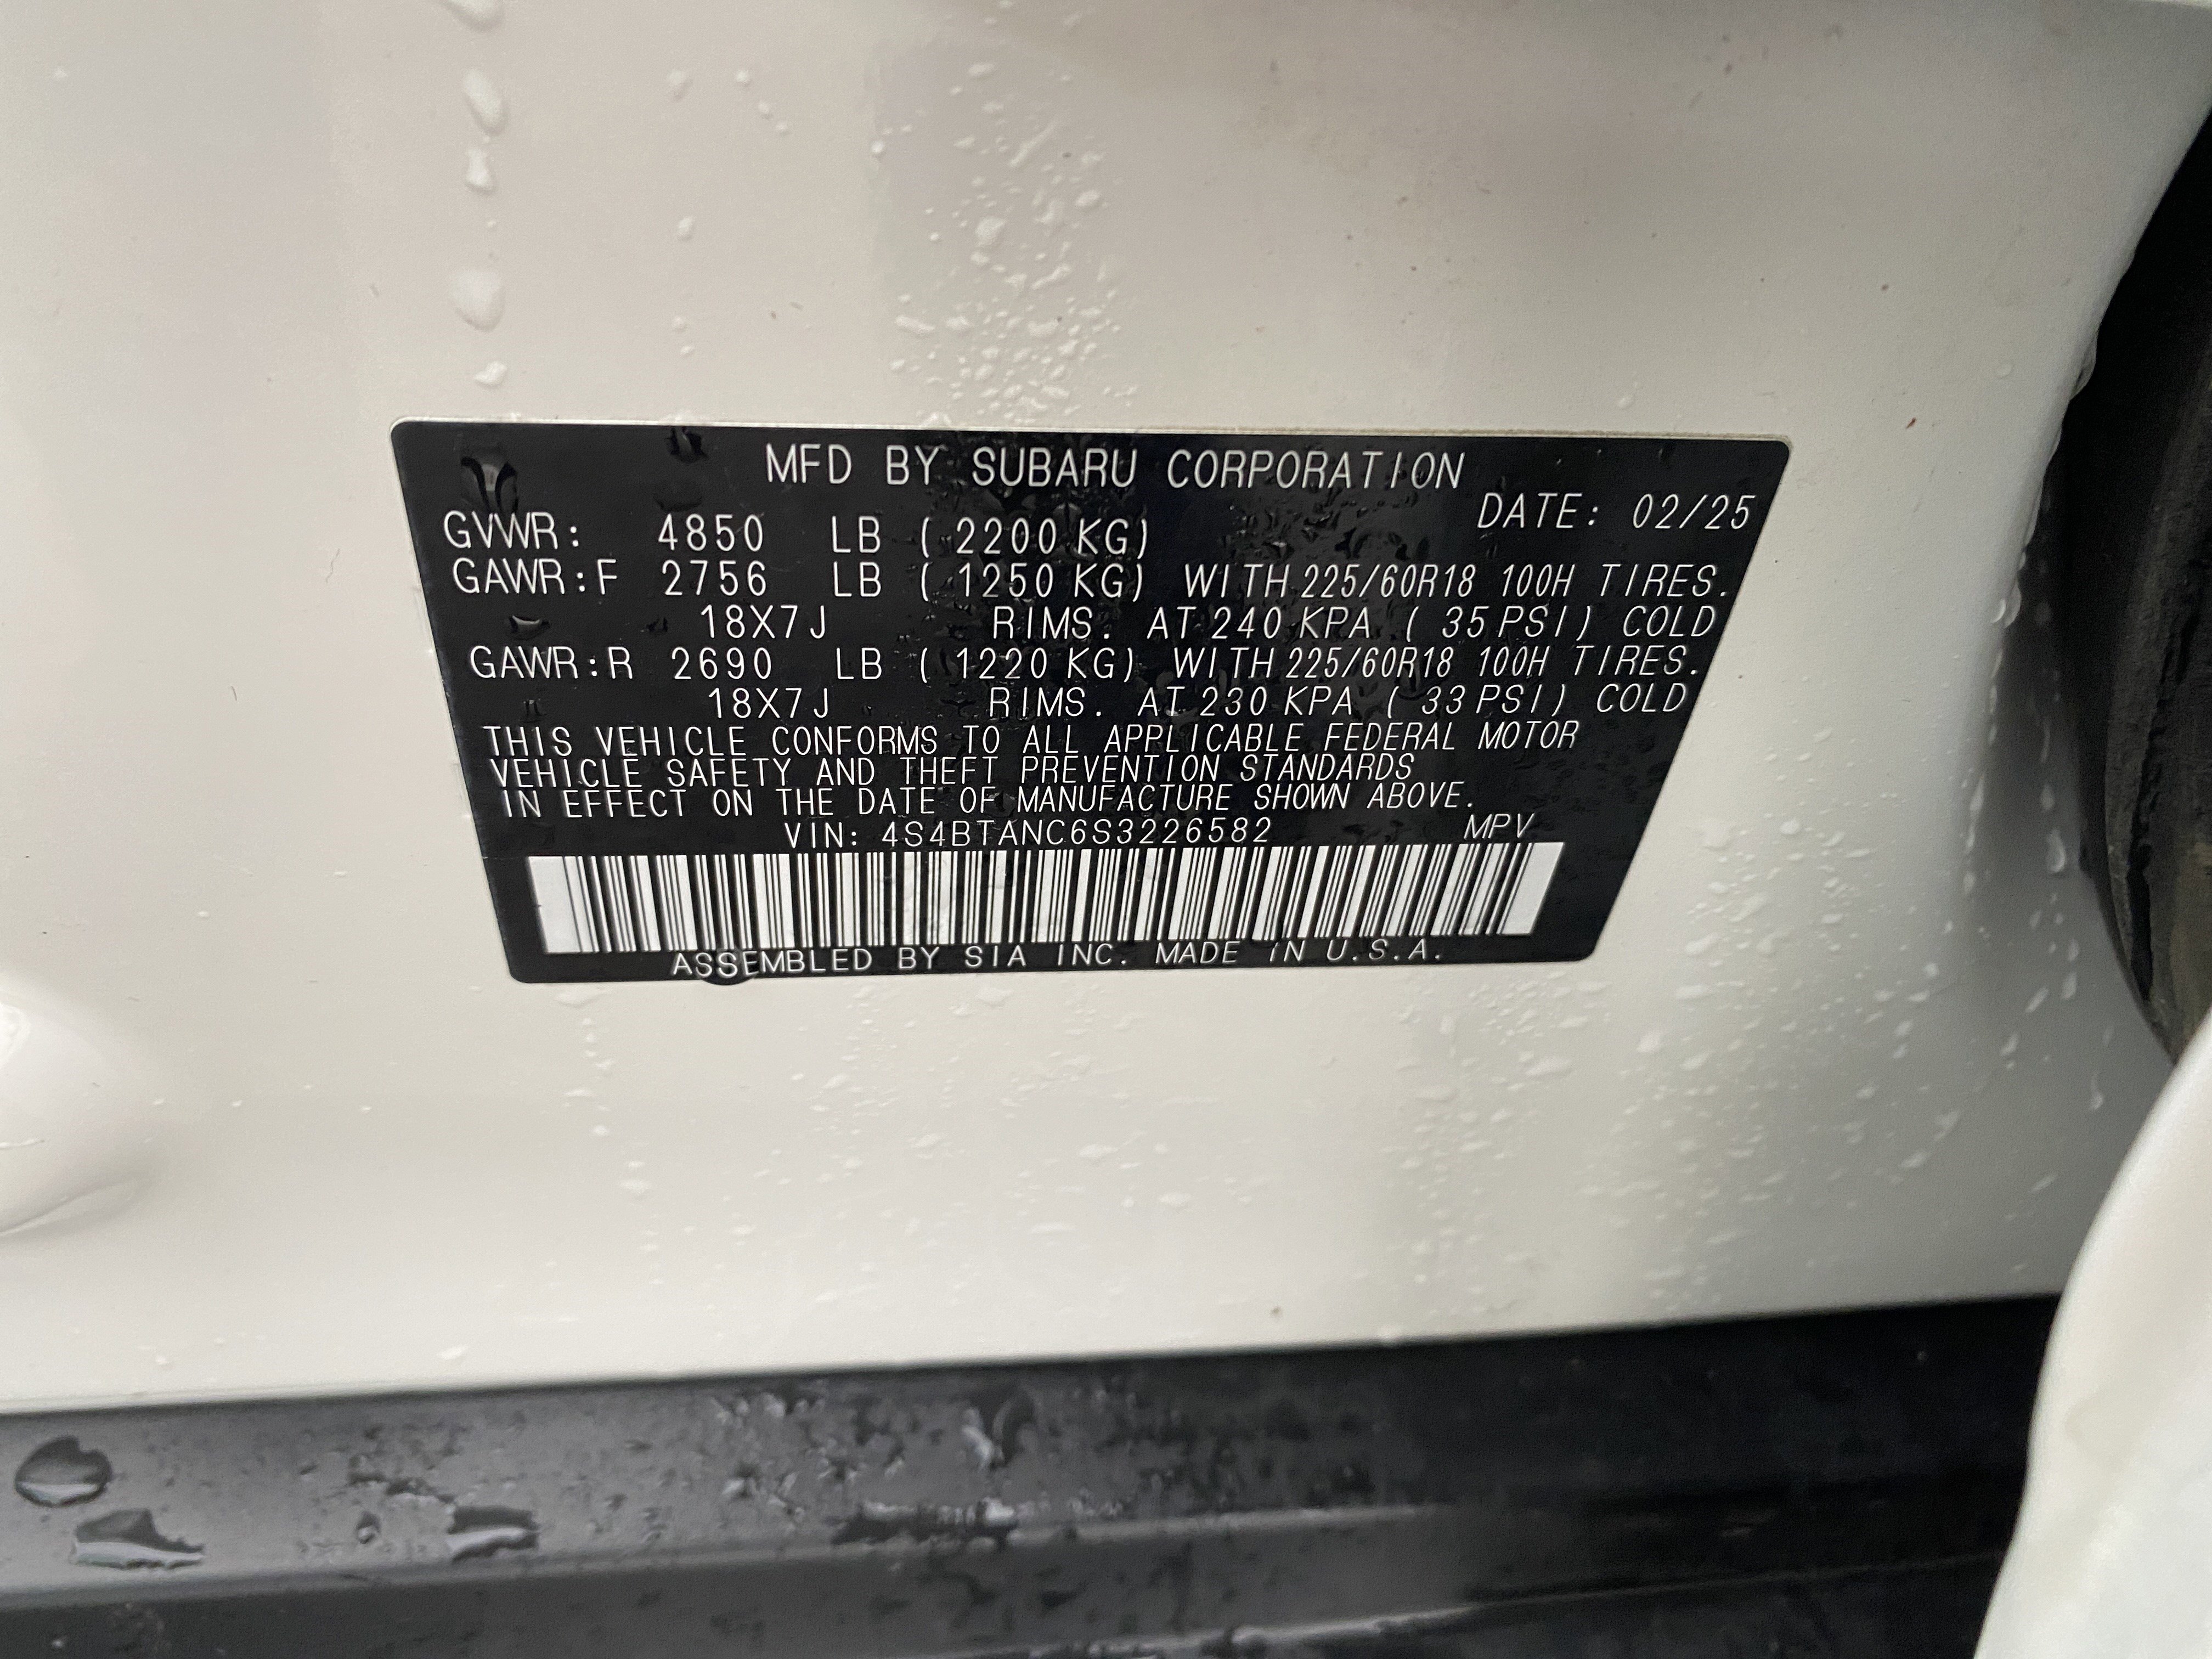 MFD BY SUBARU CORPORATION
DATE: 02/25
GVWR: 4850 LB (2200 KG)
GAWR:F 2756 LB (1250 KG) WITH 225/60R18 100H TIRES.
18X7J RIMS. AT 240 KPA (35 PSI) COLD
GAWR:R 2690 LB (1220 KG) WITH 225/60R18 100H TIRES.
18X7J RIMS. AT 230 KPA (33 PSI) COLD
THIS VEHICLE CONFORMS TO ALL APPLICABLE FEDERAL MOTOR
VEHICLE SAFETY AND THEFT PREVENTION STANDARDS
IN EFFECT ON THE DATE OF MANUFACTURE SHOWN ABOVE.
VIN: 4S4BTANC6S3226582 MPV
ASSEMBLED BY SIA INC. MADE IN U.S.A.